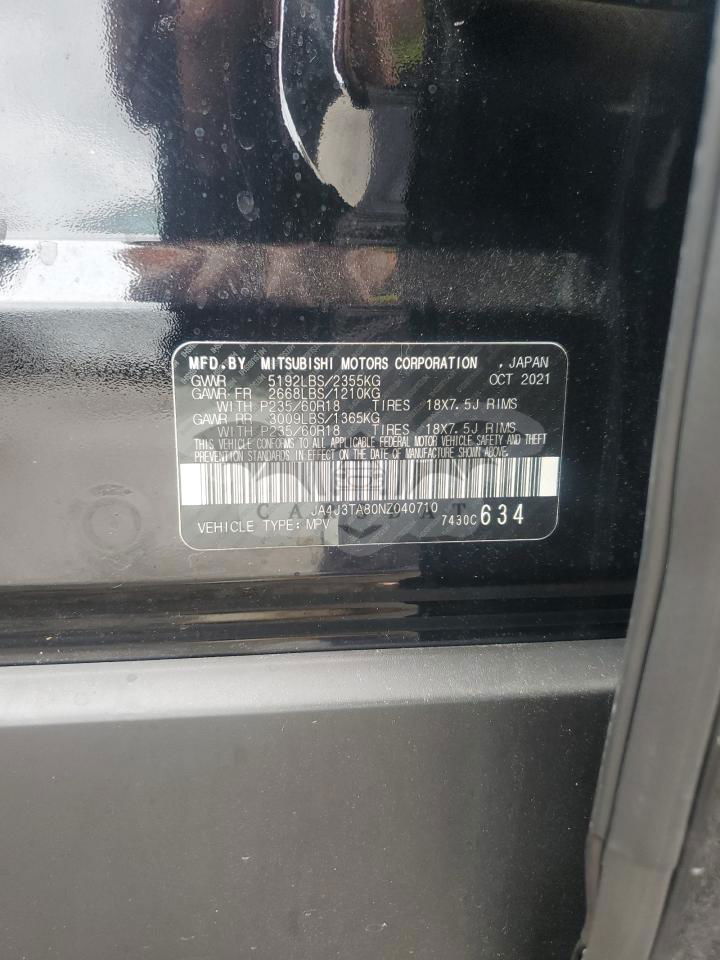 MFD.BY MITSUBISHI MOTORS CORPORATION , JAPAN
GVWR 5192LBS/2355KG OCT 2021
GAWR FR 2668LBS/1210KG
WITH P235/60R18 TIRES 18X7.5J RIMS
GAWR RR 3009LBS/1365KG
WITH P235/60R18 TIRES 18X7.5J RIMS
THIS VEHICLE CONFORMS TO ALL APPLICABLE FEDERAL MOTOR VEHICLE SAFETY AND THEFT
PREVENTION STANDARDS IN EFFECT ON THE DATE OF MANUFACTURE SHOWN ABOVE.
JA4J3TA80NZ040710
VEHICLE TYPE: MPV 7430C 634